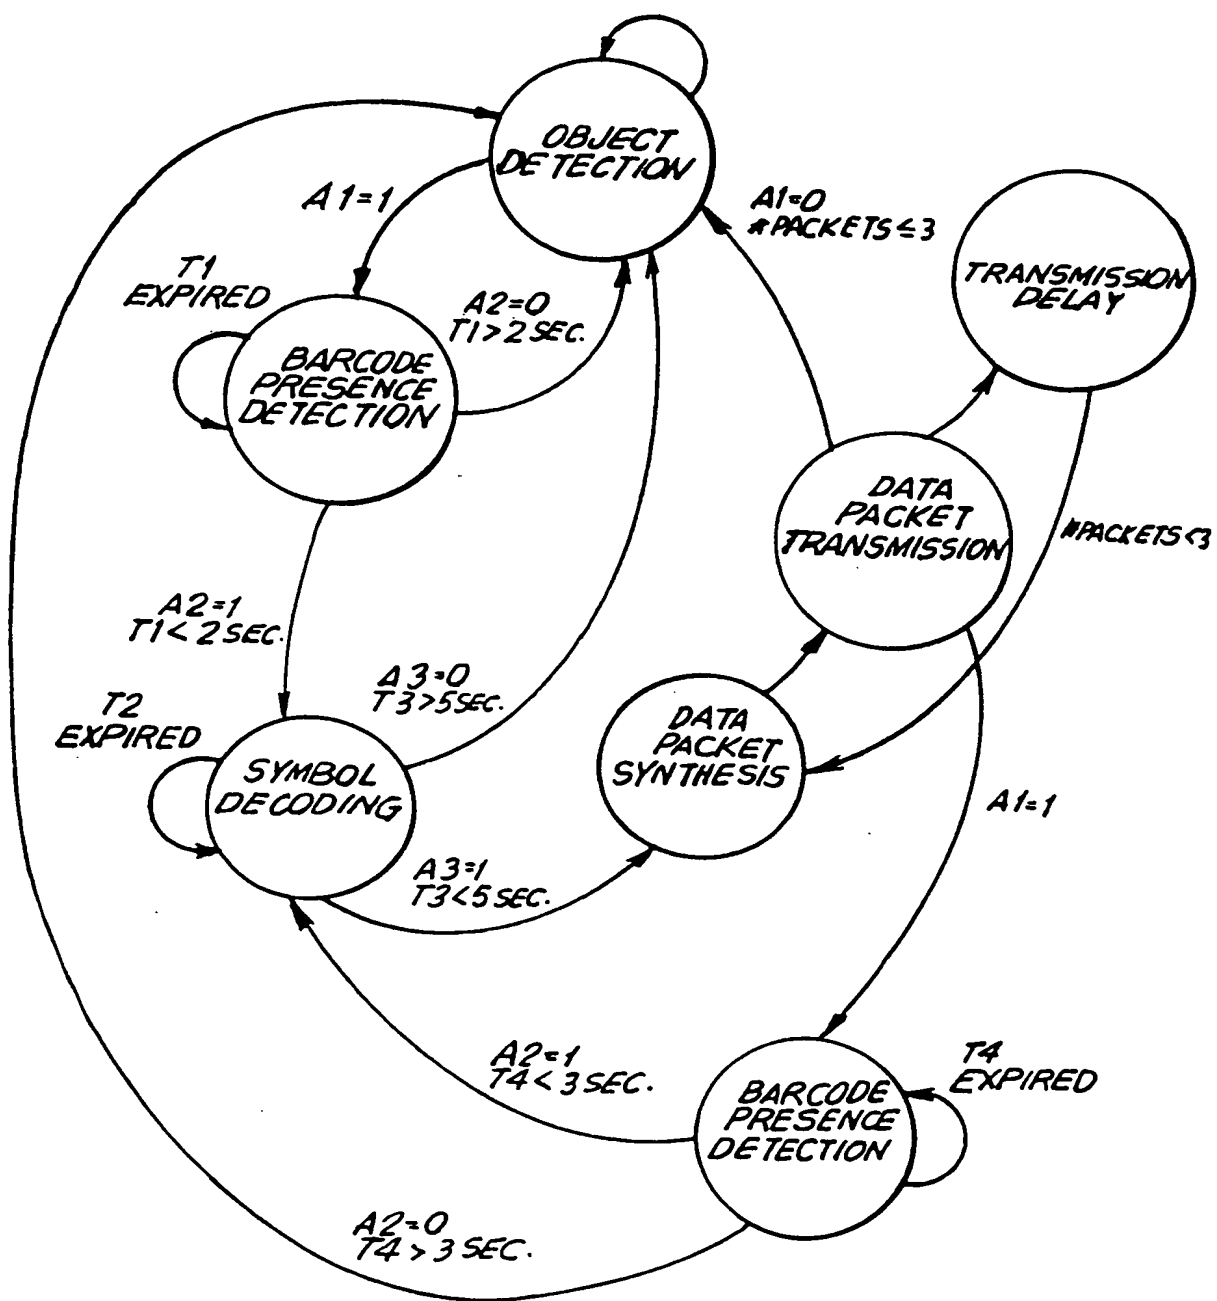 OBJECT
DETECTION
A1=1
A1=0
#PACKETS≤3
TRANSMISSION
DELAY
T1
EXPIRED
A2=0
T1>2 SEC.
BARCODE
PRESENCE
DETECTION
DATA
PACKET
TRANSMISSION
#PACKETS<3
A2=1
T1<2 SEC.
A3=0
T3>5 SEC.
T2
EXPIRED
SYMBOL
DECODING
DATA
PACKET
SYNTHESIS
A1=1
A3=1
T3<5 SEC.
A2=1
T4<3 SEC.
T4
EXPIRED
BARCODE
PRESENCE
DETECTION
A2=0
T4>3 SEC.